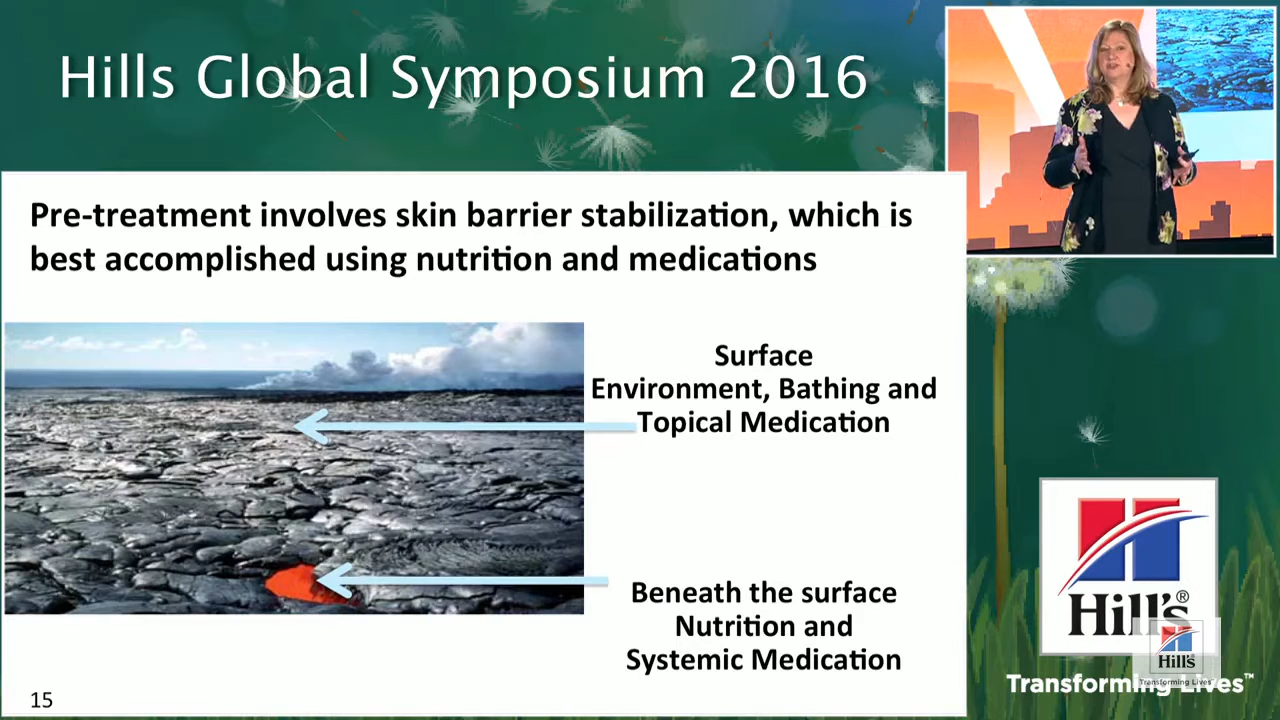 Hills Global Symposium 2016
Pre-treatment involves skin barrier stabilization, which is
best accomplished using nutrition and medications
Surface
Environment, Bathing and
Topical Medication
Beneath the surface
Nutrition and
Systemic Medication
15
Hill's®
Hill's
Transforming Lives™
Transforming Lives™